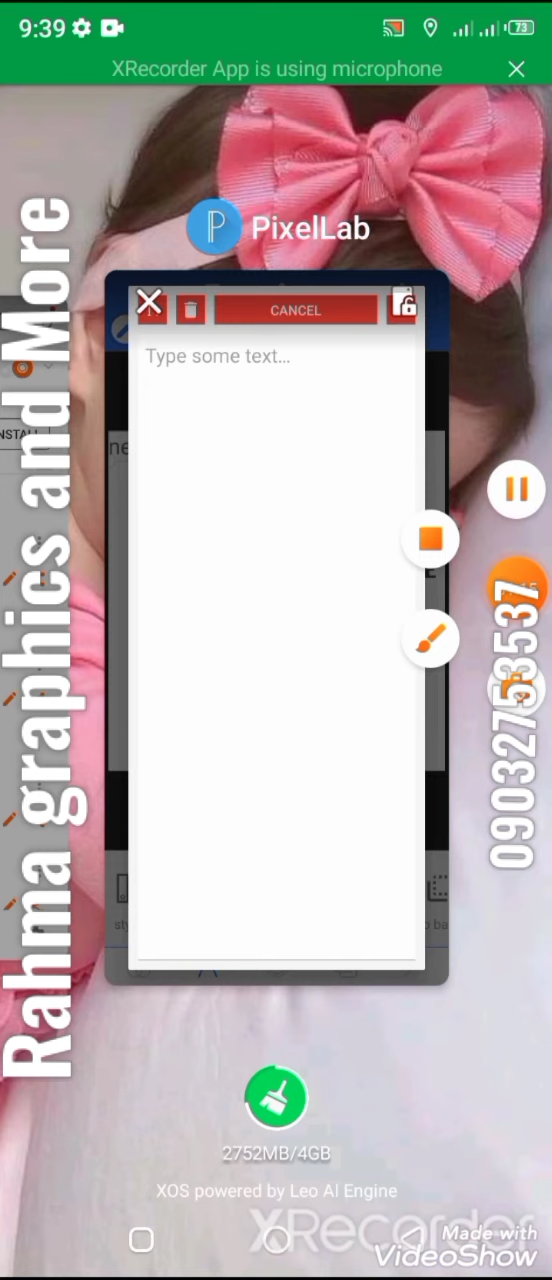 9:39
73
XRecorder App is using microphone
PixelLab
CANCEL
Type some text...
Rahma graphics and More
09032753537
2752MB/4GB
XOS powered by Leo AI Engine
XRecorder
Made with
VideoShow